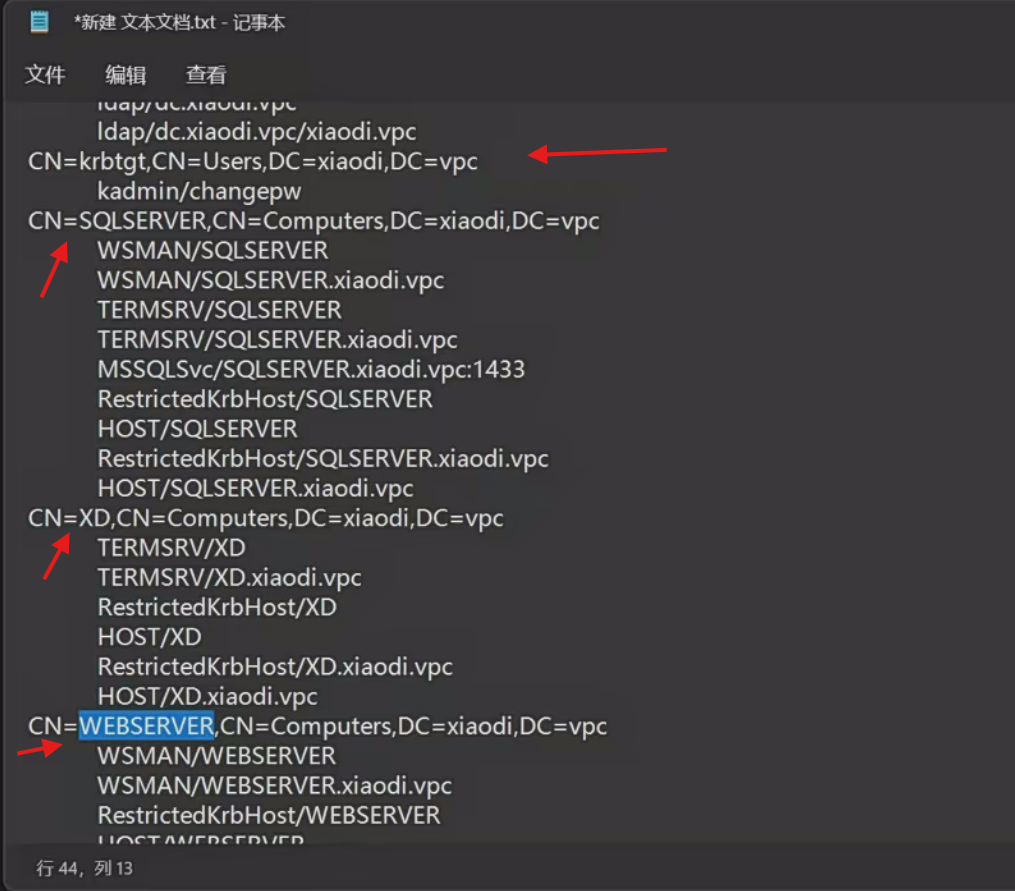 *新建 文本文档.txt - 记事本
文件 编辑 查看
ldap/dc.xiaodi.vpc
ldap/dc.xiaodi.vpc/xiaodi.vpc
CN=krbtgt,CN=Users,DC=xiaodi,DC=vpc
kadmin/changepw
CN=SQLSERVER,CN=Computers,DC=xiaodi,DC=vpc
WSMAN/SQLSERVER
WSMAN/SQLSERVER.xiaodi.vpc
TERMSRV/SQLSERVER
TERMSRV/SQLSERVER.xiaodi.vpc
MSSQLSvc/SQLSERVER.xiaodi.vpc:1433
RestrictedKrbHost/SQLSERVER
HOST/SQLSERVER
RestrictedKrbHost/SQLSERVER.xiaodi.vpc
HOST/SQLSERVER.xiaodi.vpc
CN=XD,CN=Computers,DC=xiaodi,DC=vpc
TERMSRV/XD
TERMSRV/XD.xiaodi.vpc
RestrictedKrbHost/XD
HOST/XD
RestrictedKrbHost/XD.xiaodi.vpc
HOST/XD.xiaodi.vpc
CN=WEBSERVER,CN=Computers,DC=xiaodi,DC=vpc
WSMAN/WEBSERVER
WSMAN/WEBSERVER.xiaodi.vpc
RestrictedKrbHost/WEBSERVER
HOST/WEBSERVER
行 44，列 13